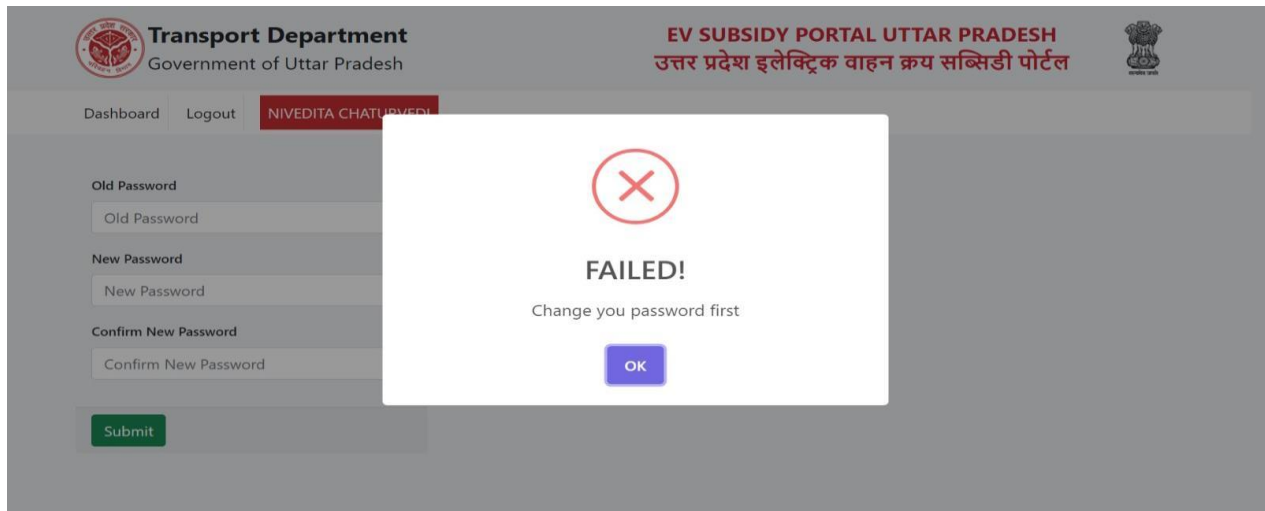 Transport Department
Government of Uttar Pradesh
EV SUBSIDY PORTAL UTTAR PRADESH
उत्तर प्रदेश इलेक्ट्रिक वाहन क्रय सब्सिडी पोर्टल
Dashboard Logout NIVEDITA CHATURVEDI
Old Password
Old Password
New Password
New Password
Confirm New Password
Confirm New Password
Submit
FAILED!
Change you password first
OK